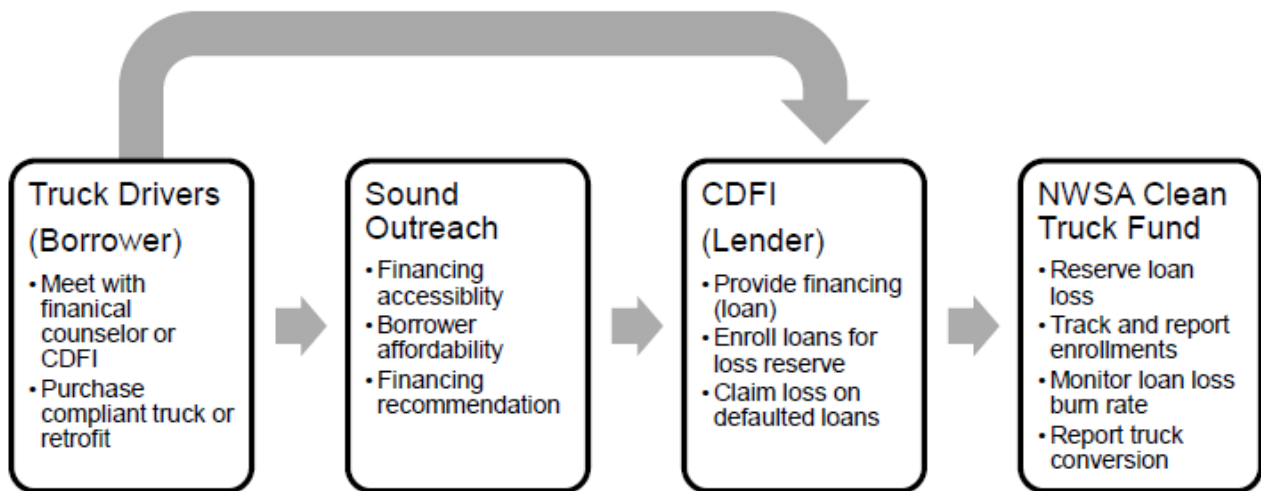 Truck Drivers
(Borrower)
• Meet with
finanical
counselor or
CDFI
• Purchase
compliant truck or
retrofit
Sound
Outreach
• Financing
accessiblity
• Borrower
affordability
• Financing
recommendation
CDFI
(Lender)
• Provide financing
(loan)
• Enroll loans for
loss reserve
• Claim loss on
defaulted loans
NWSA Clean
Truck Fund
• Reserve loan
loss
• Track and report
enrollments
• Monitor loan loss
burn rate
• Report truck
conversion